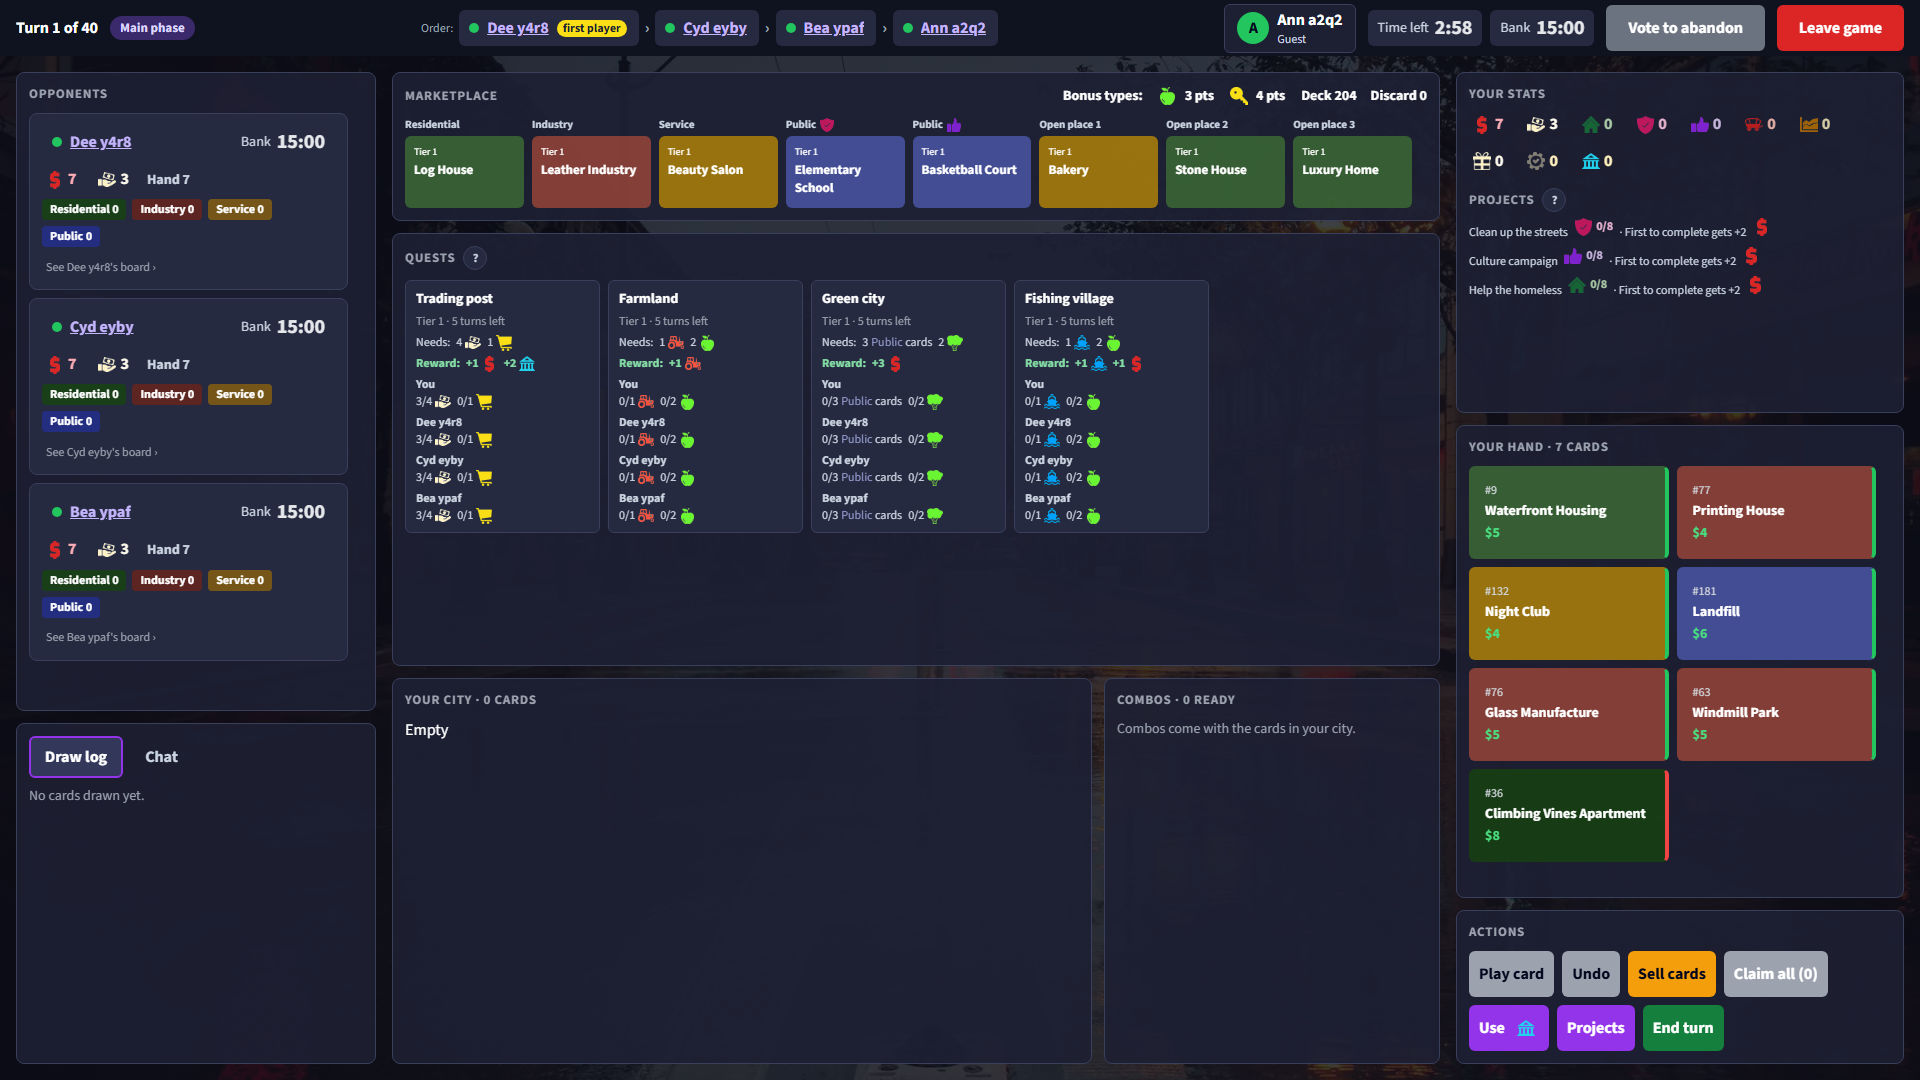 Turn 1 of 40 Main phase
Order: Dee y4r8 first player › Cyd eyby › Bea ypaf › Ann a2q2
A Ann a2q2
Guest
Time left 2:58 Bank 15:00 Vote to abandon Leave game
OPPONENTS
Dee y4r8 Bank 15:00
7 3 Hand 7
Residential 0 Industry 0 Service 0
Public 0
See Dee y4r8's board ›
Cyd eyby Bank 15:00
7 3 Hand 7
Residential 0 Industry 0 Service 0
Public 0
See Cyd eyby's board ›
Bea ypaf Bank 15:00
7 3 Hand 7
Residential 0 Industry 0 Service 0
Public 0
See Bea ypaf's board ›
Draw log Chat
No cards drawn yet.
MARKETPLACE Bonus types: 3 pts 4 pts Deck 204 Discard 0
Residential Industry Service Public Public Open place 1 Open place 2 Open place 3
Tier 1 Tier 1 Tier 1 Tier 1 Tier 1 Tier 1 Tier 1 Tier 1
Log House Leather Industry Beauty Salon Elementary School Basketball Court Bakery Stone House Luxury Home
QUESTS ?
Trading post
Tier 1 · 5 turns left
Needs: 4 1
Reward: +1 +2
You
3/4 0/1
Dee y4r8
3/4 0/1
Cyd eyby
3/4 0/1
Bea ypaf
3/4 0/1
Farmland
Tier 1 · 5 turns left
Needs: 1 2
Reward: +1
You
0/1 0/2
Dee y4r8
0/1 0/2
Cyd eyby
0/1 0/2
Bea ypaf
0/1 0/2
Green city
Tier 1 · 5 turns left
Needs: 3 Public cards 2
Reward: +3
You
0/3 Public cards 0/2
Dee y4r8
0/3 Public cards 0/2
Cyd eyby
0/3 Public cards 0/2
Bea ypaf
0/3 Public cards 0/2
Fishing village
Tier 1 · 5 turns left
Needs: 1 2
Reward: +1 +1
You
0/1 0/2
Dee y4r8
0/1 0/2
Cyd eyby
0/1 0/2
Bea ypaf
0/1 0/2
YOUR CITY · 0 CARDS
Empty
COMBOS · 0 READY
Combos come with the cards in your city.
YOUR STATS
7 3 0 0 0 0 0
0 0 0
PROJECTS ?
Clean up the streets 0/8 · First to complete gets +2
Culture campaign 0/8 · First to complete gets +2
Help the homeless 0/8 · First to complete gets +2
YOUR HAND · 7 CARDS
#9
Waterfront Housing
$5
#77
Printing House
$4
#132
Night Club
$4
#181
Landfill
$6
#76
Glass Manufacture
$5
#63
Windmill Park
$5
#36
Climbing Vines Apartment
$8
ACTIONS
Play card Undo Sell cards Claim all (0)
Use Projects End turn